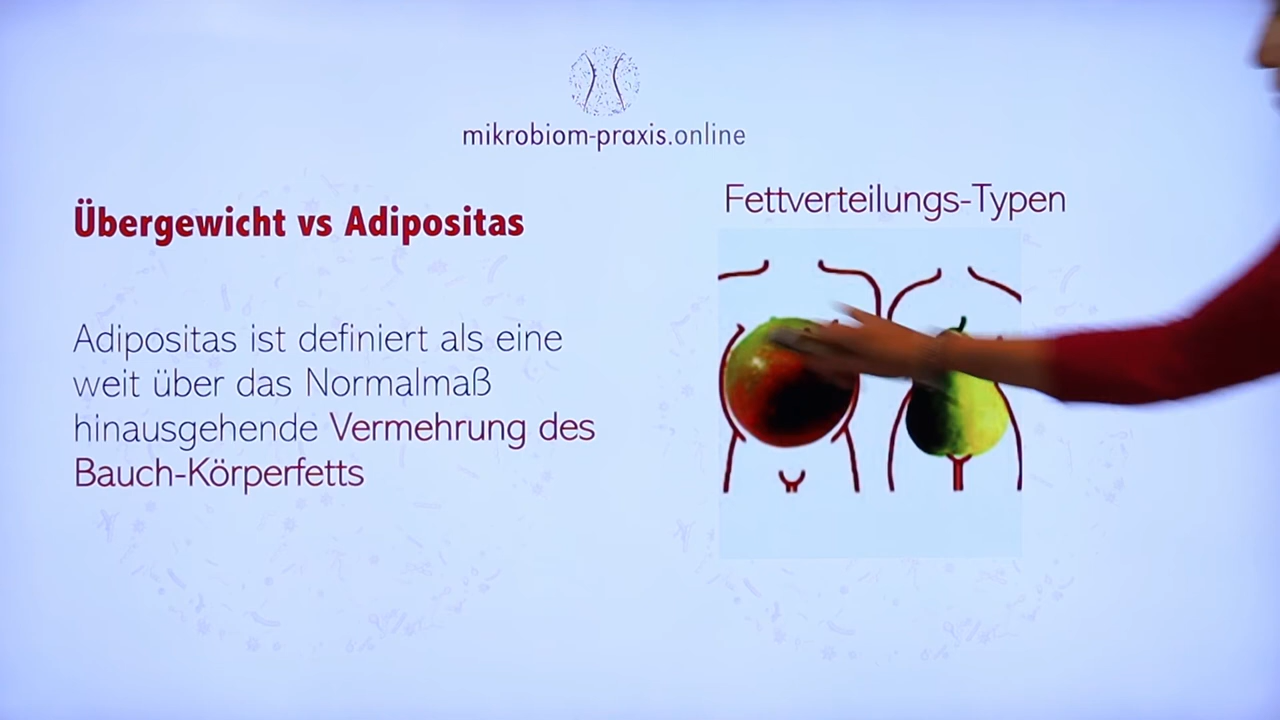 mikrobiom-praxis.online
Übergewicht vs Adipositas
Adipositas ist definiert als eine
weit über das Normalmaß
hinausgehende Vermehrung des
Bauch-Körperfetts
Fettverteilungs-Typen